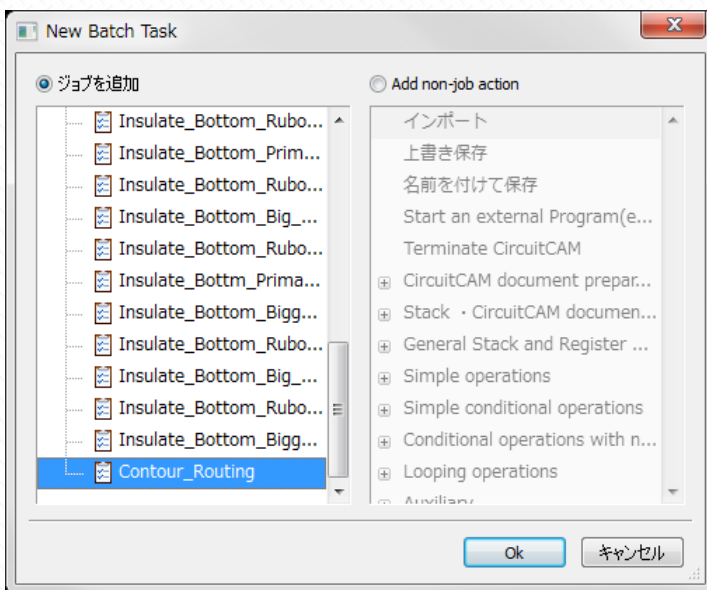 New Batch Task
ジョブを追加
Insulate_Bottom_Rubo...
Insulate_Bottom_Prim...
Insulate_Bottom_Rubo...
Insulate_Bottom_Big_...
Insulate_Bottom_Rubo...
Insulate_Bottm_Prima...
Insulate_Bottom_Bigg...
Insulate_Bottom_Rubo...
Insulate_Bottom_Big_...
Insulate_Bottom_Rubo...
Insulate_Bottom_Bigg...
Contour_Routing
Add non-job action
インポート
上書き保存
名前を付けて保存
Start an external Program(e...
Terminate CircuitCAM
CircuitCAM document prepar...
Stack ・CircuitCAM documen...
General Stack and Register ...
Simple operations
Simple conditional operations
Conditional operations with n...
Looping operations
Auxiliary
Ok
キャンセル